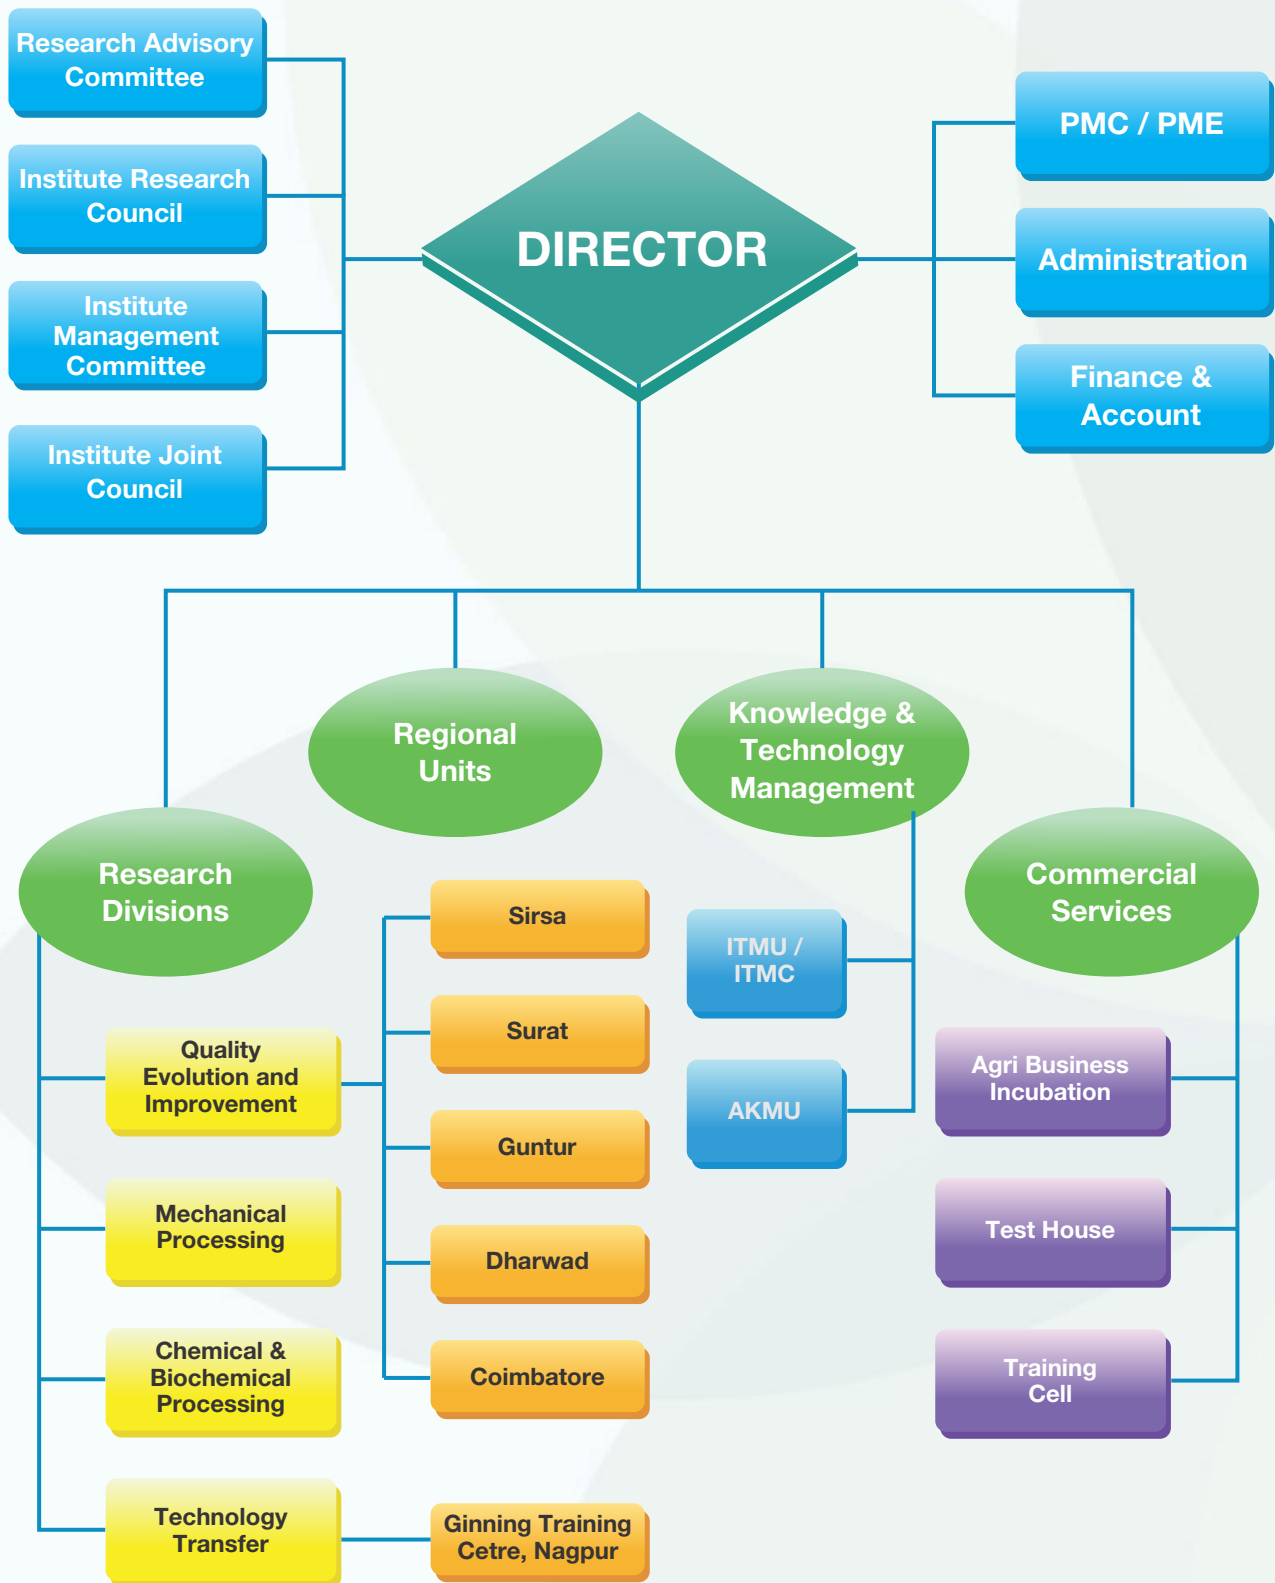 Research Advisory
Committee
Institute Research
Council
Institute
Management
Committee
Institute Joint
Council
DIRECTOR
PMC / PME
Administration
Finance &
Account
Regional
Units
Knowledge &
Technology
Management
Research
Divisions
Commercial
Services
Quality
Evolution and
Improvement
Mechanical
Processing
Chemical &
Biochemical
Processing
Technology
Transfer
Sirsa
Surat
Guntur
Dharwad
Coimbatore
Ginning Training
Cetre, Nagpur
ITMU /
ITMC
AKMU
Agri Business
Incubation
Test House
Training
Cell